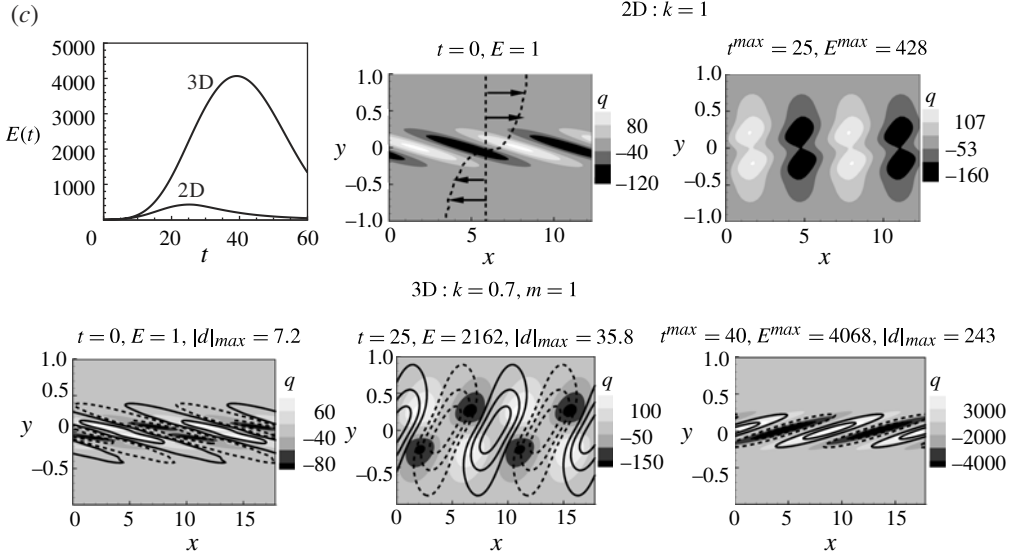 (c)
2D : k = 1
5000
4000
3000
2000
1000
E(t)
3D
2D
0 20 40 60
t
t = 0, E = 1
1.0
0.5
0
−0.5
−1.0
y
0 5 10
x
q
80
−40
−120
t^max = 25, E^max = 428
1.0
0.5
0
−0.5
−1.0
y
0 5 10
x
q
107
−53
−160
3D : k = 0.7, m = 1
t = 0, E = 1, |d|max = 7.2
1.0
0.5
0
−0.5
y
0 5 10 15
x
q
60
−40
−80
t = 25, E = 2162, |d|max = 35.8
1.0
0.5
0
−0.5
y
0 5 10 15
x
q
100
−50
−150
t^max = 40, E^max = 4068, |d|max = 243
1.0
0.5
0
−0.5
y
0 5 10 15
x
q
3000
−2000
−4000